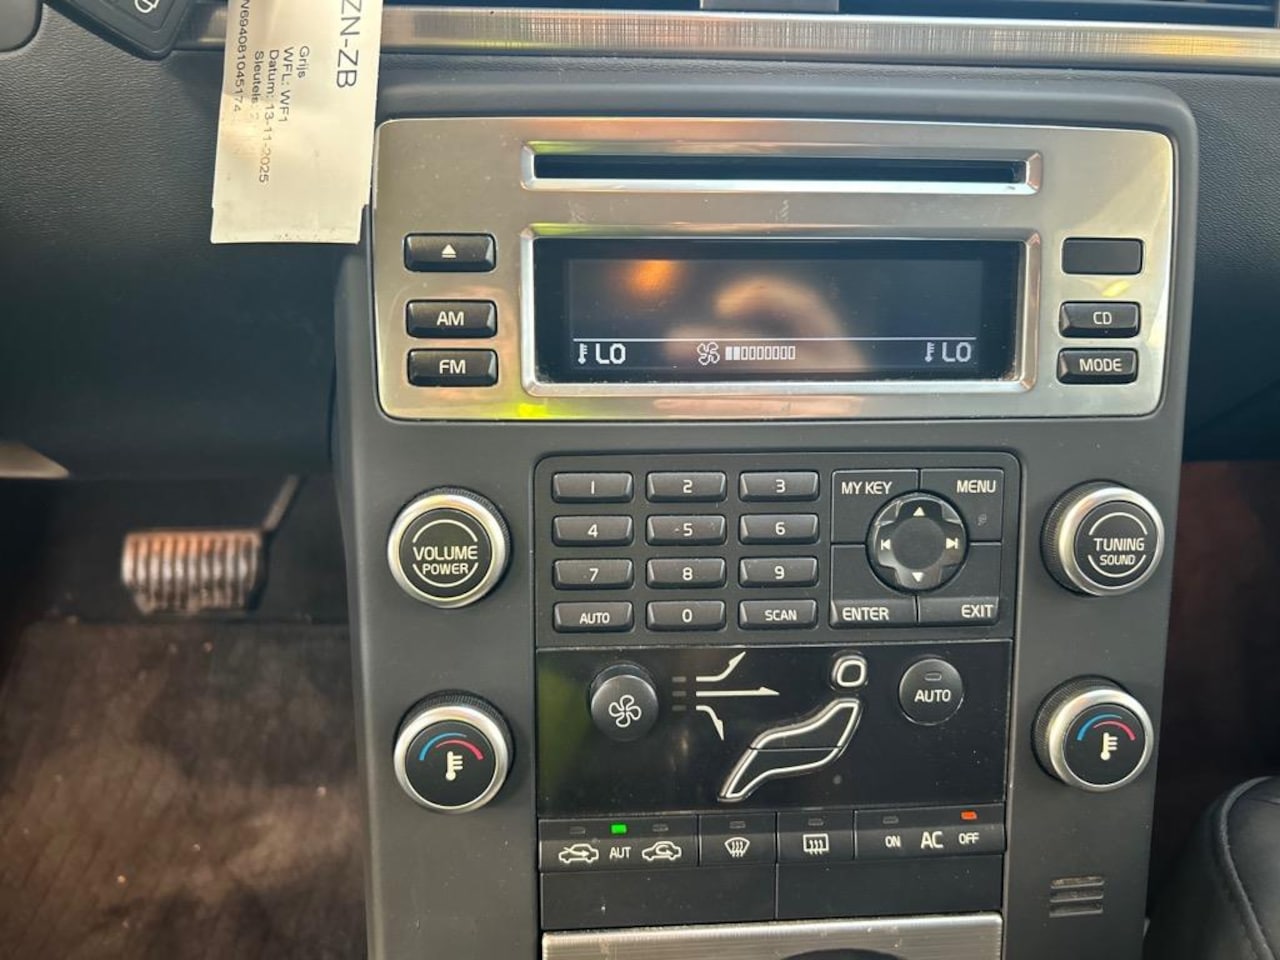 ZN-ZB
Grijs
WFL: WF1
Datum: 13-11-2025
Sleutels: 2
AM
FM
CD
MODE
LO
LO
1
2
3
4
5
6
7
8
9
AUTO
0
SCAN
MY KEY
MENU
ENTER
EXIT
VOLUME
POWER
TUNING
SOUND
AUTO
AUT
ON
AC
OFF